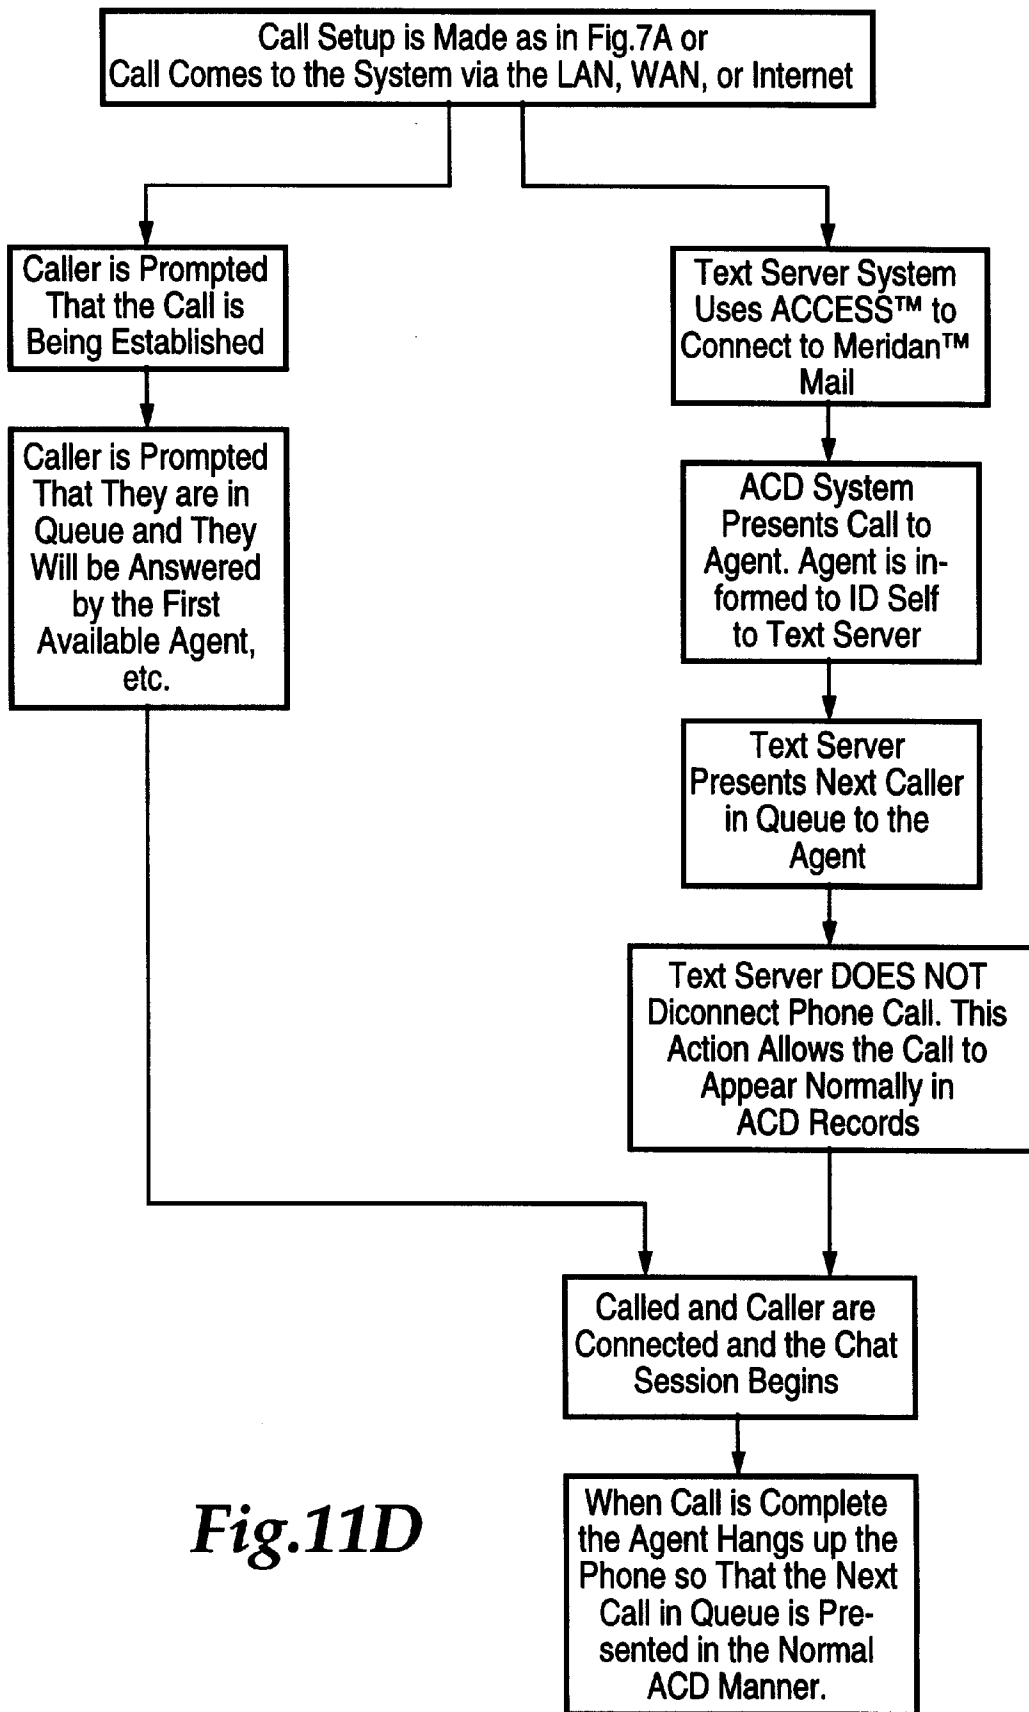 Call Setup is Made as in Fig.7A or
Call Comes to the System via the LAN, WAN, or Internet
Caller is Prompted
That the Call is
Being Established
Caller is Prompted
That They are in
Queue and They
Will be Answered
by the First
Available Agent,
etc.
Text Server System
Uses ACCESS™ to
Connect to Meridan™
Mail
ACD System
Presents Call to
Agent. Agent is in-
formed to ID Self
to Text Server
Text Server
Presents Next Caller
in Queue to the
Agent
Text Server DOES NOT
Diconnect Phone Call. This
Action Allows the Call to
Appear Normally in
ACD Records
Called and Caller are
Connected and the Chat
Session Begins
When Call is Complete
the Agent Hangs up the
Phone so That the Next
Call in Queue is Pre-
sented in the Normal
ACD Manner.
Fig.11D